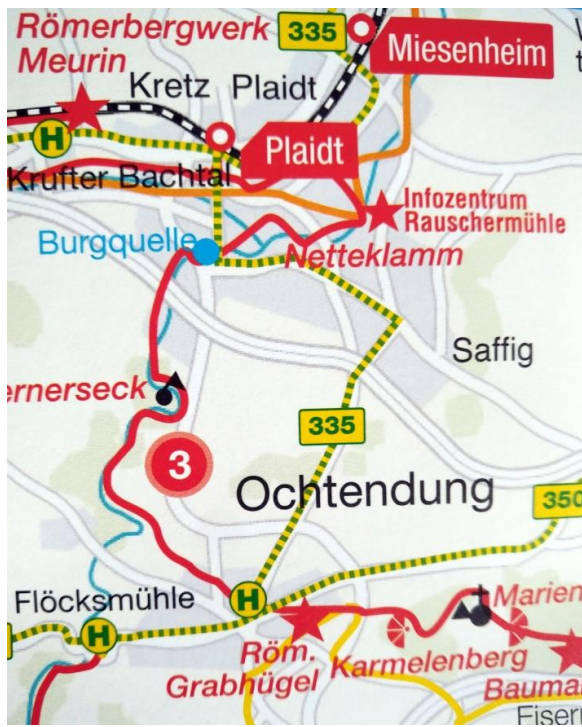 Römerbergwerk
Meurin
335
Miesenheim
Kretz
Plaidt
H
Plaidt
Krufter Bachtal
Infozentrum
Rauschermühle
Burgquelle
Netteklamm
Saffig
ernerseck
335
3
Ochtendung
350
Flöcksmühle
H
H
Marien
Röm.
Grabhügel
Karmelenberg
Bauma
Eisern